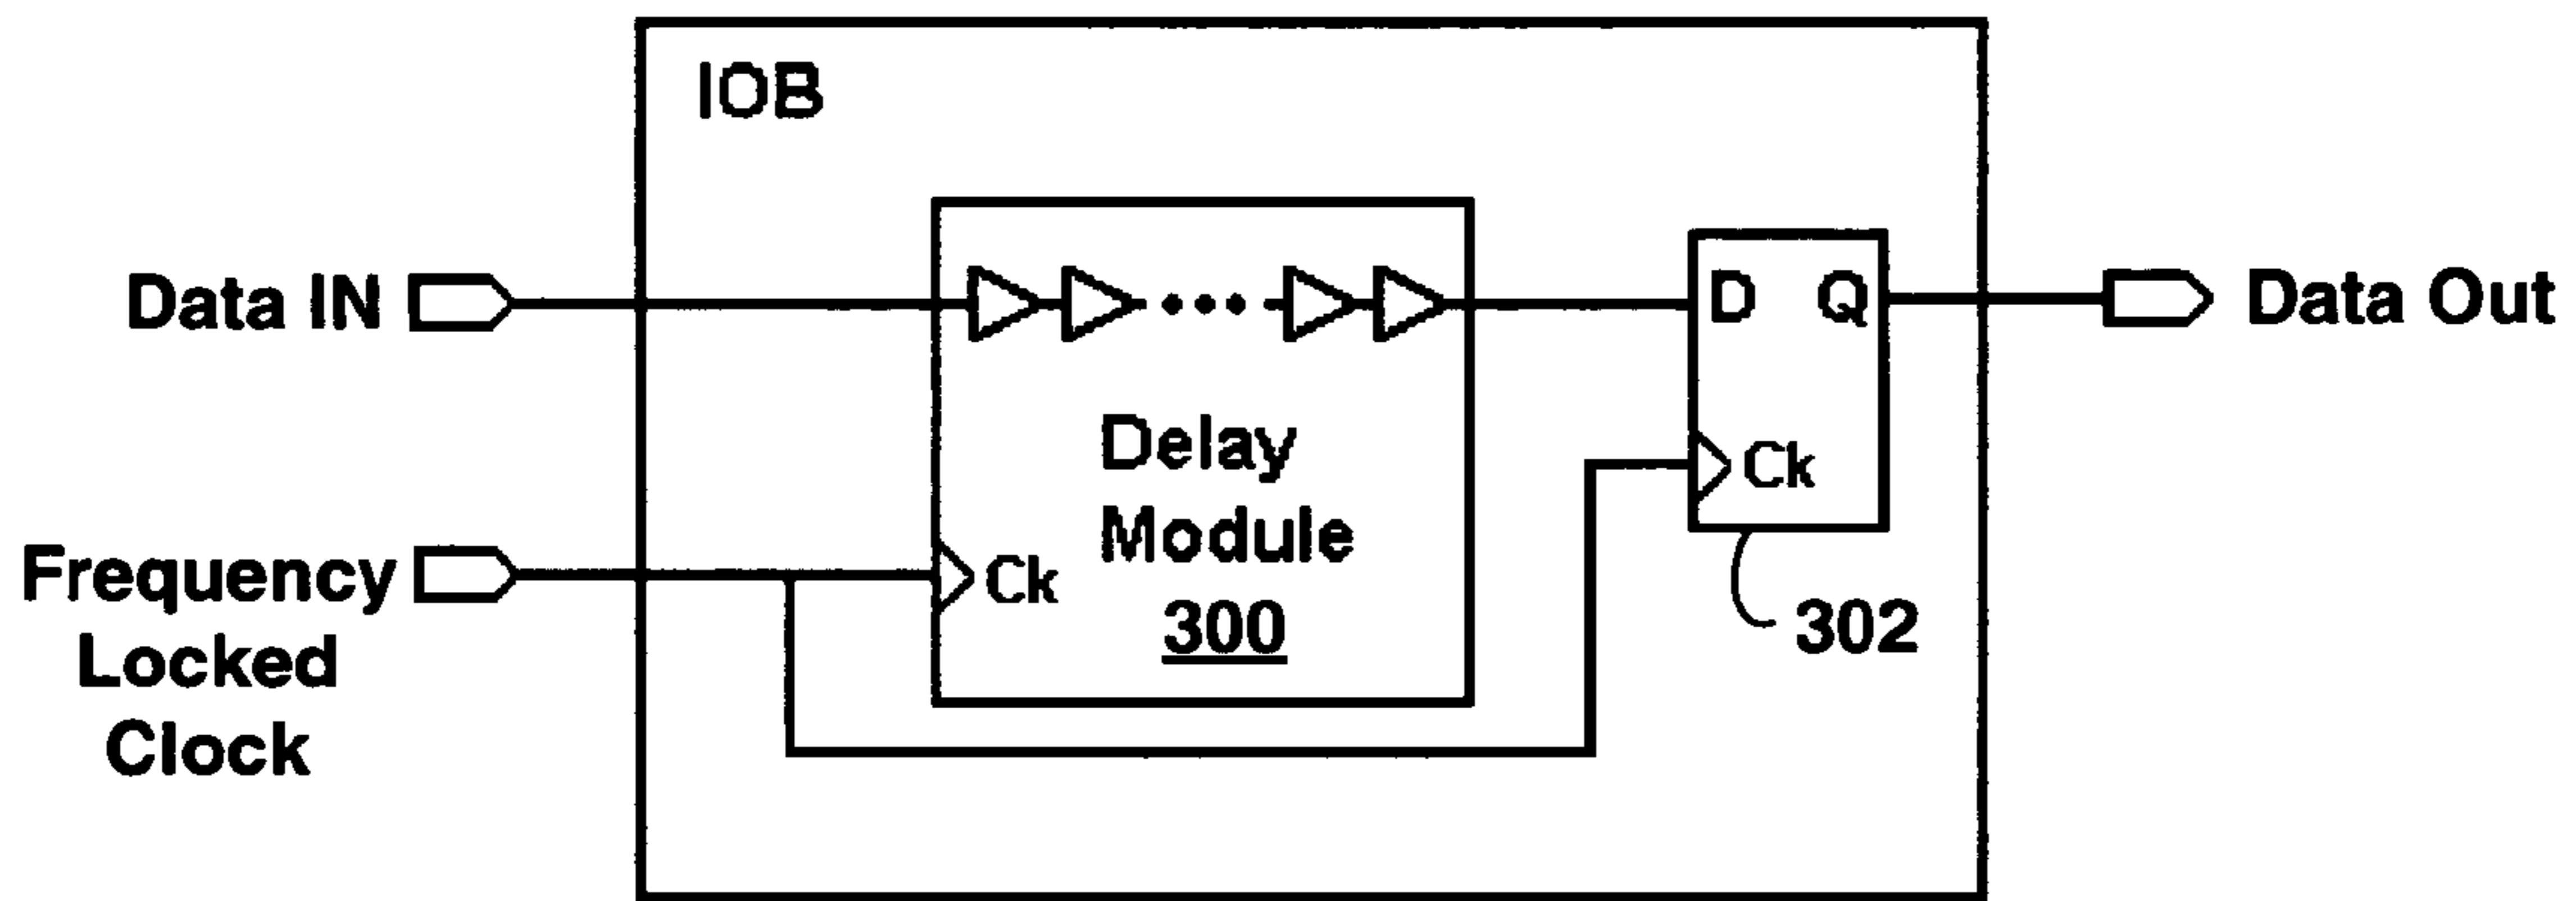 IOB
Data IN
D Q
Data Out
Delay
Module
300
Ck
Ck
302
Frequency
Locked
Clock